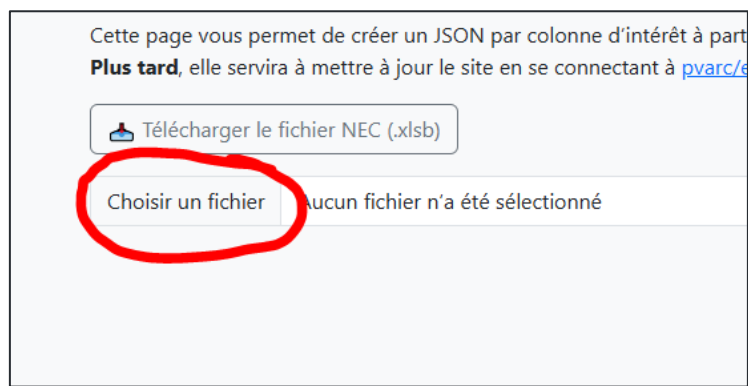 Cette page vous permet de créer un JSON par colonne d’intérêt à part
Plus tard, elle servira à mettre à jour le site en se connectant à pvarc/e
Télécharger le fichier NEC (.xlsb)
Choisir un fichier Aucun fichier n’a été sélectionné